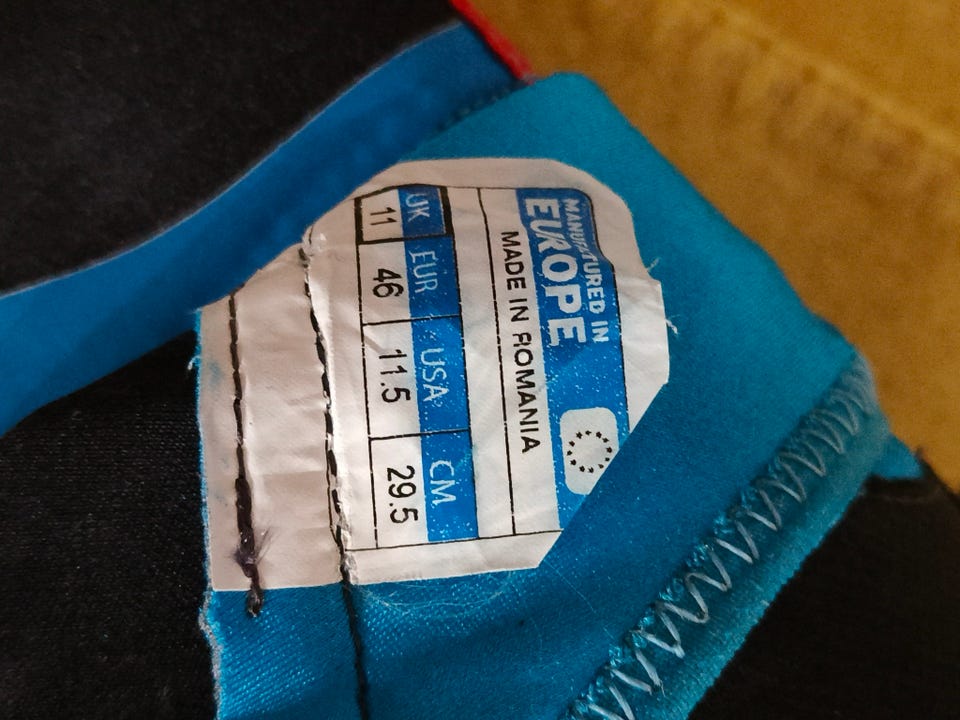 MANUFACTURED IN
EUROPE
MADE IN ROMANIA
UK EUR USA CM
11 46 11.5 29.5